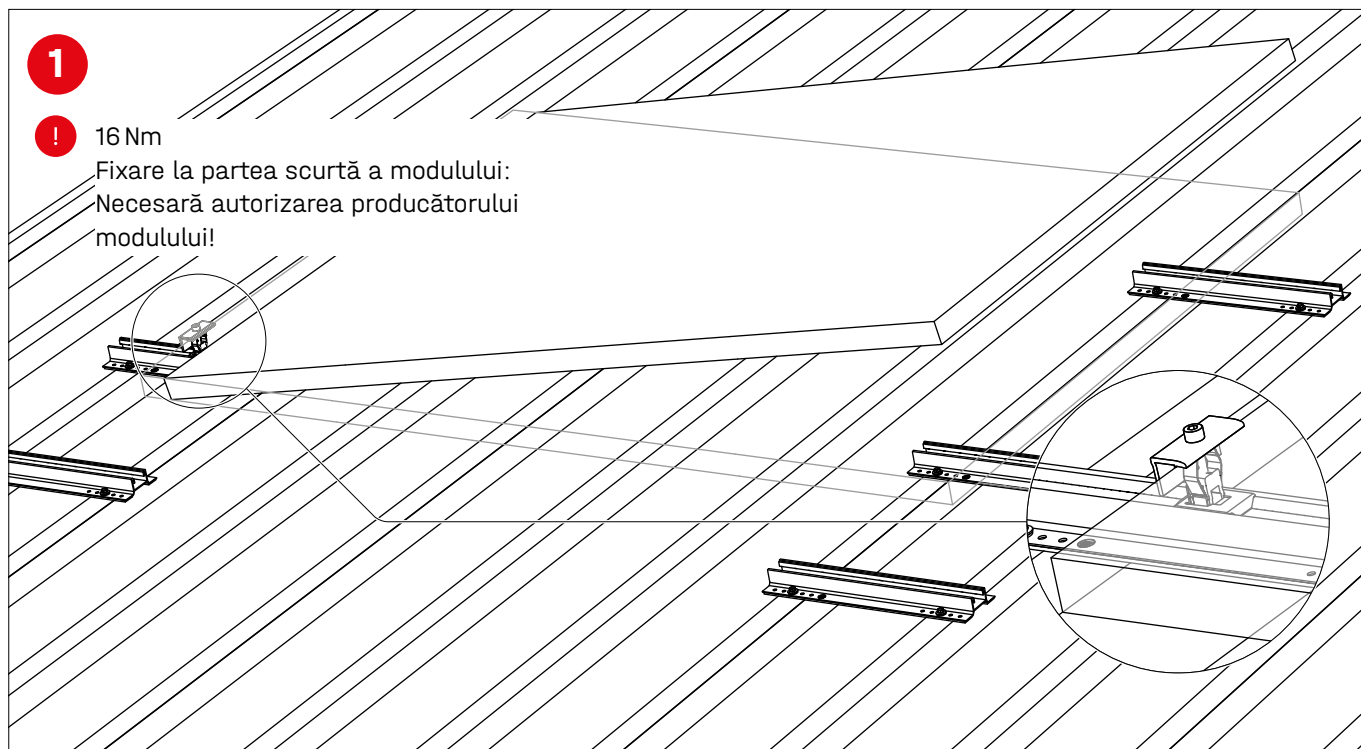 1
! 16 Nm
Fixare la partea scurtă a modulului:
Necesară autorizarea producătorului
modulului!